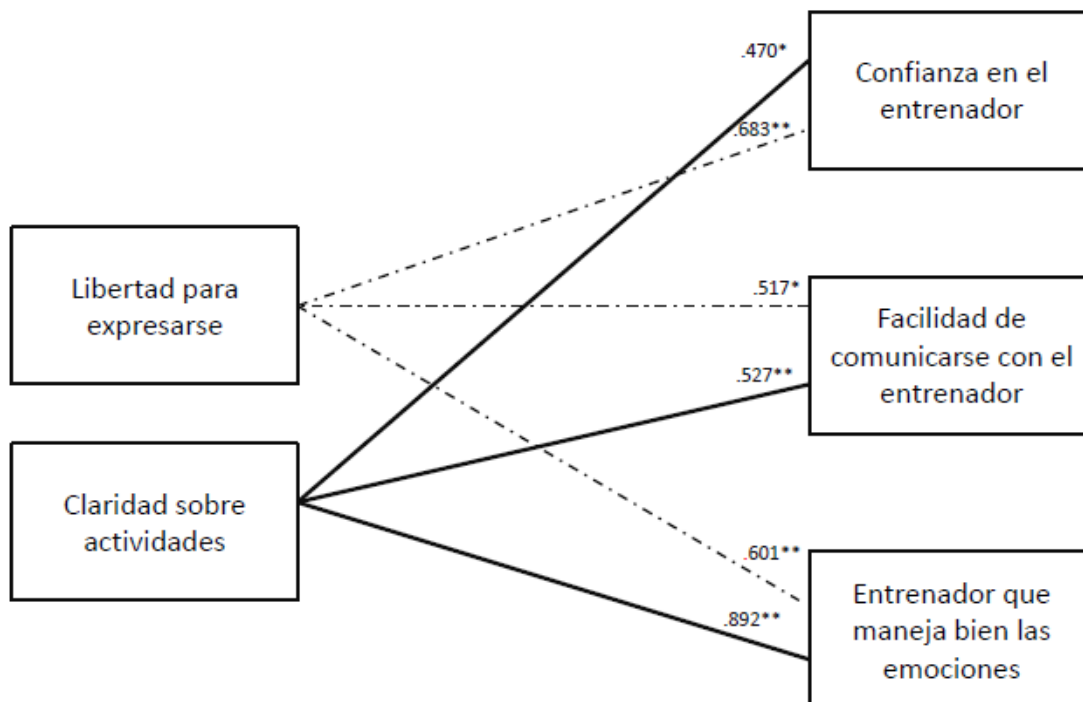 .470*
Confianza en el
entrenador
.683**
Libertad para
expresarse
.517*
Facilidad de
comunicarse con el
entrenador
.527**
Claridad sobre
actividades
.601**
Entrenador que
maneja bien las
emociones
.892**